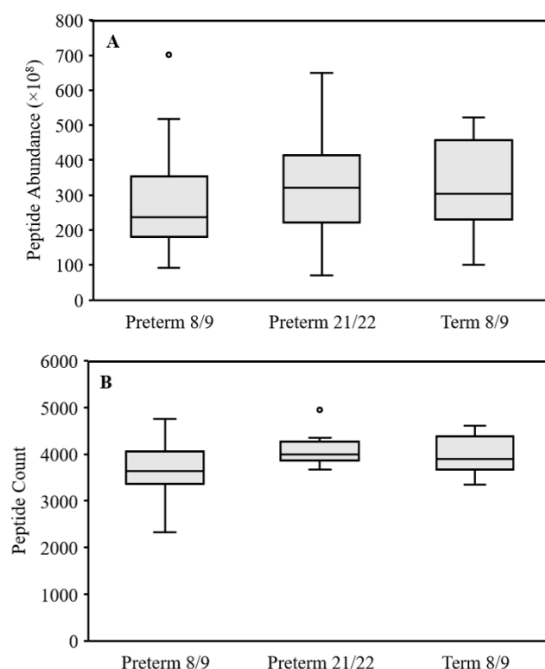 A
Peptide Abundance (×10⁸)
800
700
600
500
400
300
200
100
0
Preterm 8/9 Preterm 21/22 Term 8/9
B
Peptide Count
6000
5000
4000
3000
2000
1000
0
Preterm 8/9 Preterm 21/22 Term 8/9